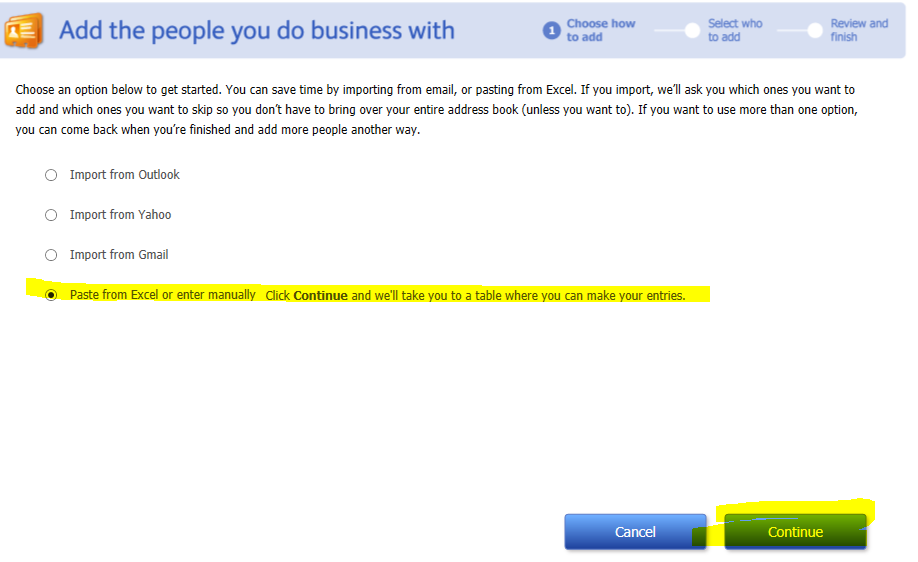 Add the people you do business with
1 Choose how to add
Select who to add
Review and finish
Choose an option below to get started. You can save time by importing from email, or pasting from Excel. If you import, we'll ask you which ones you want to
add and which ones you want to skip so you don't have to bring over your entire address book (unless you want to). If you want to use more than one option,
you can come back when you're finished and add more people another way.
Import from Outlook
Import from Yahoo
Import from Gmail
Paste from Excel or enter manually Click Continue and we'll take you to a table where you can make your entries.
Cancel
Continue